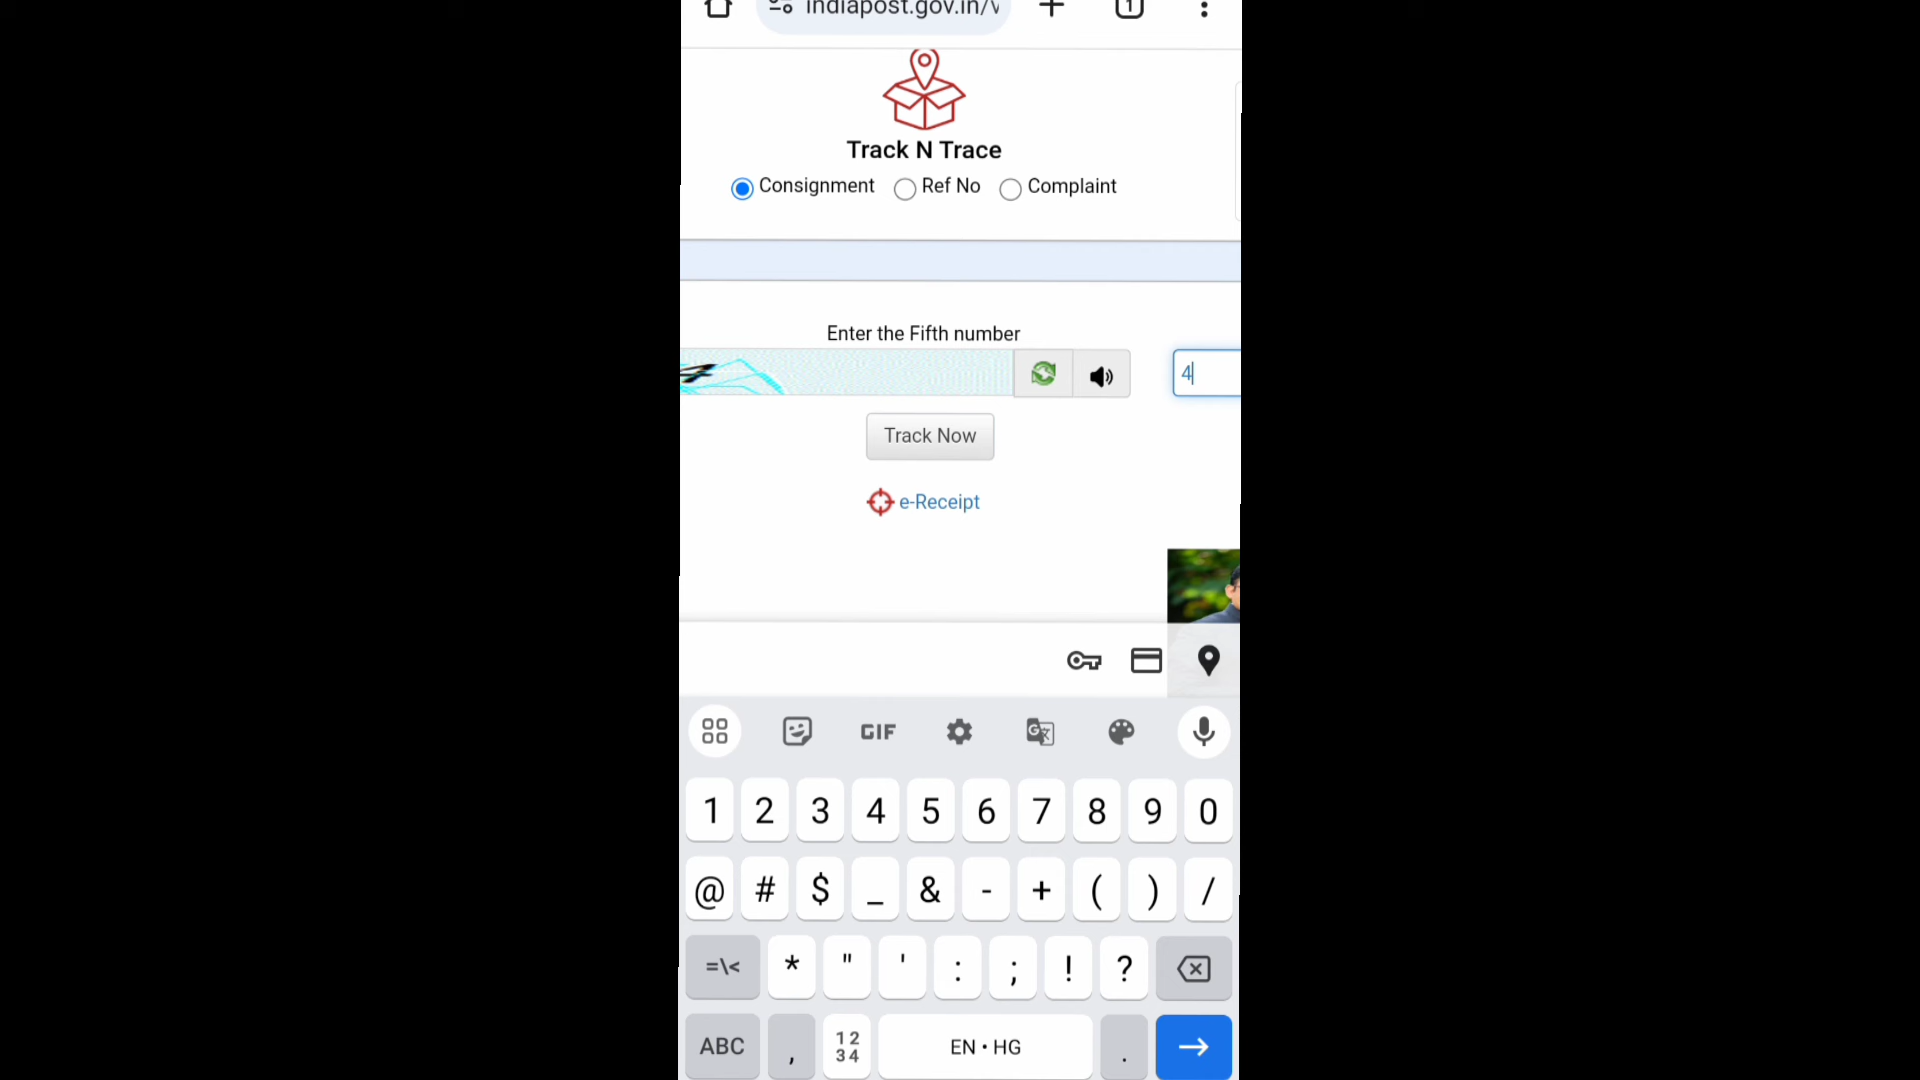 indiapost.gov.in/v
1
Track N Trace
Consignment Ref No Complaint
Enter the Fifth number
4
Track Now
e-Receipt
GIF
1 2 3 4 5 6 7 8 9 0
@ # $ _ & - + ( ) /
=\< * " ' : ; ! ?
ABC , 1 2 3 4 EN • HG .